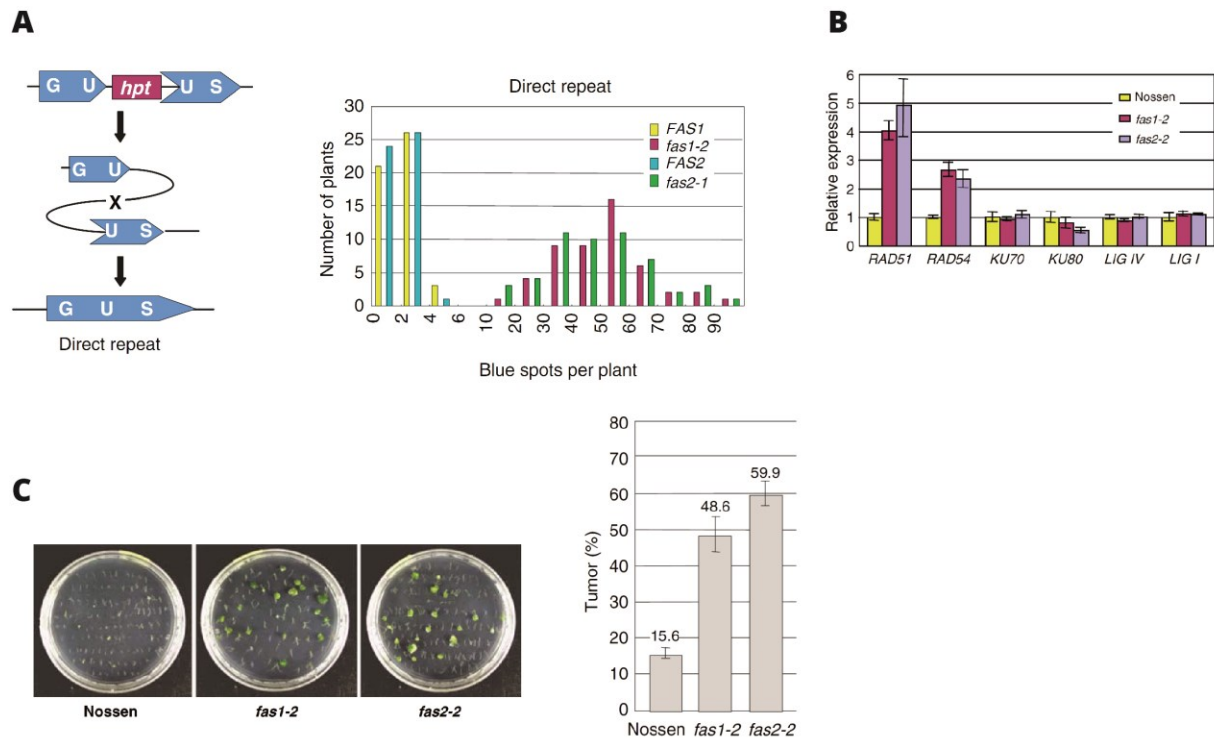 A
G U hpt U S
G U
X
U S
G U S
Direct repeat
Direct repeat
Number of plants
30
25
20
15
10
5
0
FAS1
fas1-2
FAS2
fas2-1
0 2 4 6 10 20 30 40 50 60 70 80 90
Blue spots per plant
B
Relative expression
6
5
4
3
2
1
0
Nossen
fas1-2
fas2-2
RAD51 RAD54 KU70 KU80 LIG IV LIG I
C
Nossen fas1-2 fas2-2
Tumor (%)
80
70
60
50
40
30
20
10
0
15.6
48.6
59.9
Nossen fas1-2 fas2-2